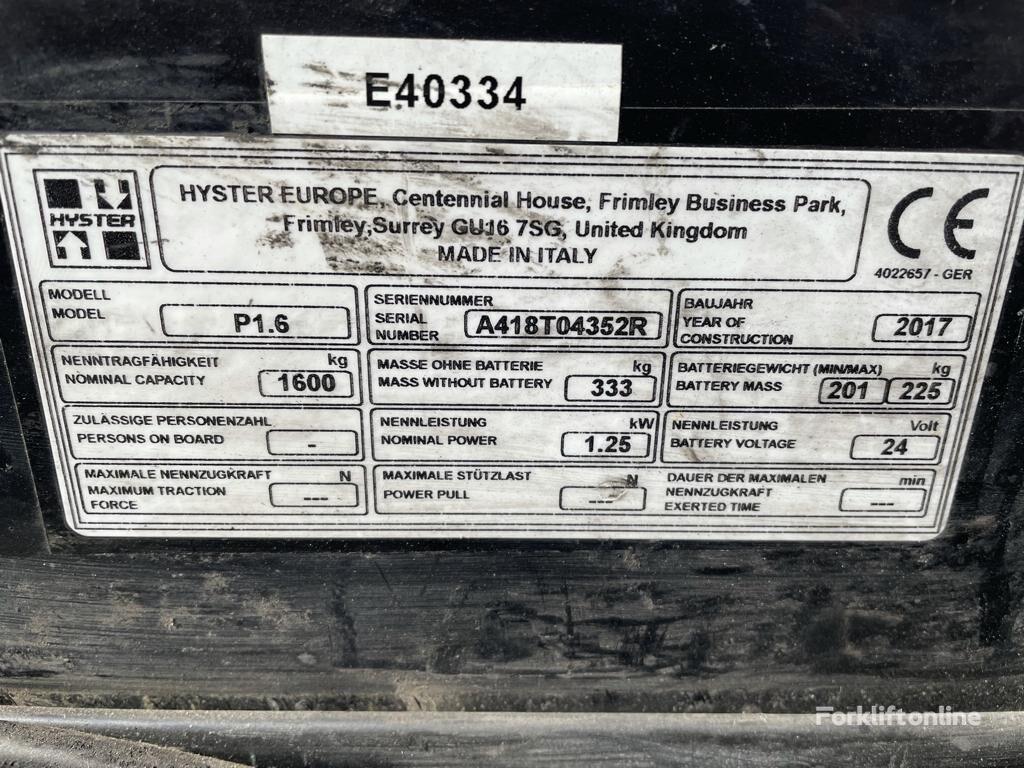 E40334
HYSTER
HYSTER EUROPE, Centennial House, Frimley Business Park,
Frimley,Surrey GU16 7SG, United Kingdom
MADE IN ITALY
CE
4022657 - GER
MODELL
MODEL
P1.6
SERIENNUMMER
SERIAL
NUMBER
A418T04352R
BAUJAHR
YEAR OF
CONSTRUCTION
2017
NENNTRAGFÄHIGKEIT kg
NOMINAL CAPACITY 1600
MASSE OHNE BATTERIE kg
MASS WITHOUT BATTERY 333
BATTERIEGEWICHT (MIN/MAX) kg
BATTERY MASS 201 225
ZULÄSSIGE PERSONENZAHL
PERSONS ON BOARD -
NENNLEISTUNG kW
NOMINAL POWER 1.25
NENNLEISTUNG Volt
BATTERY VOLTAGE 24
MAXIMALE NENNZUGKRAFT N
MAXIMUM TRACTION
FORCE
---
MAXIMALE STÜTZLAST N
POWER PULL ---
DAUER DER MAXIMALEN min
NENNZUGKRAFT
EXERTED TIME
---
Forkliftonline